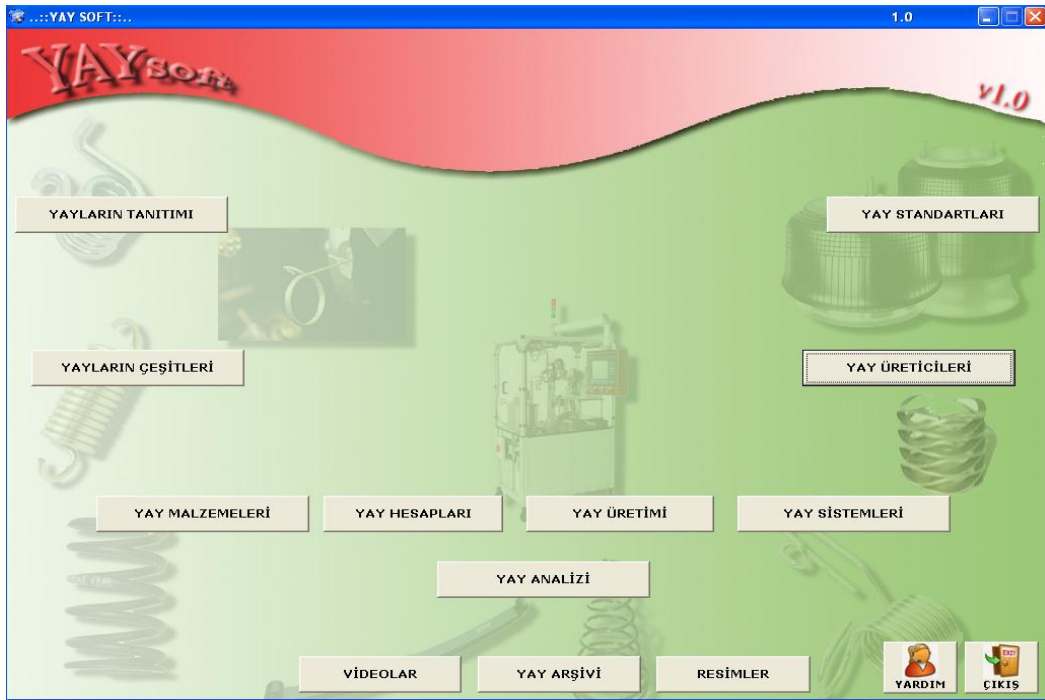 ..::YAY SOFT::.. 1.0
YAYsoft
v1.0
YAYLARIN TANITIMI
YAY STANDARTLARI
YAYLARIN ÇEŞİTLERİ
YAY ÜRETİCİLERİ
YAY MALZEMELERİ
YAY HESAPLARI
YAY ÜRETİMİ
YAY SİSTEMLERİ
YAY ANALİZİ
VİDEOLAR
YAY ARŞİVİ
RESİMLER
YARDIM
EXIT
ÇIKIŞ